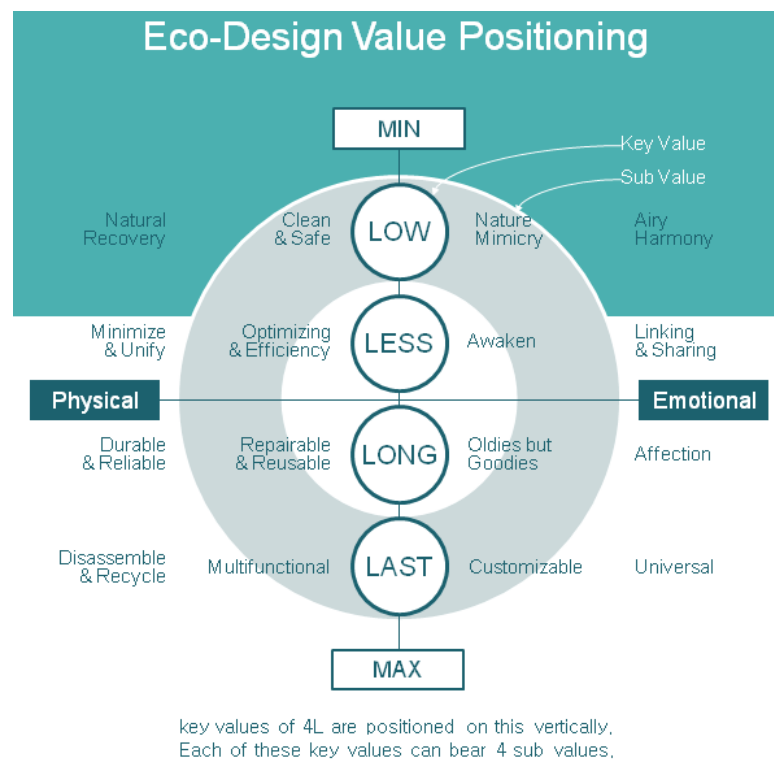 Eco-Design Value Positioning
MIN
Key Value
Sub Value
Natural
Recovery
Clean
& Safe
LOW
Nature
Mimicry
Airy
Harmony
Minimize
& Unify
Optimizing
& Efficiency
LESS
Awaken
Linking
& Sharing
Physical
Emotional
Durable
& Reliable
Repairable
& Reusable
LONG
Oldies but
Goodies
Affection
Disassemble
& Recycle
Multifunctional
LAST
Customizable
Universal
MAX
key values of 4L are positioned on this vertically,
Each of these key values can bear 4 sub values,